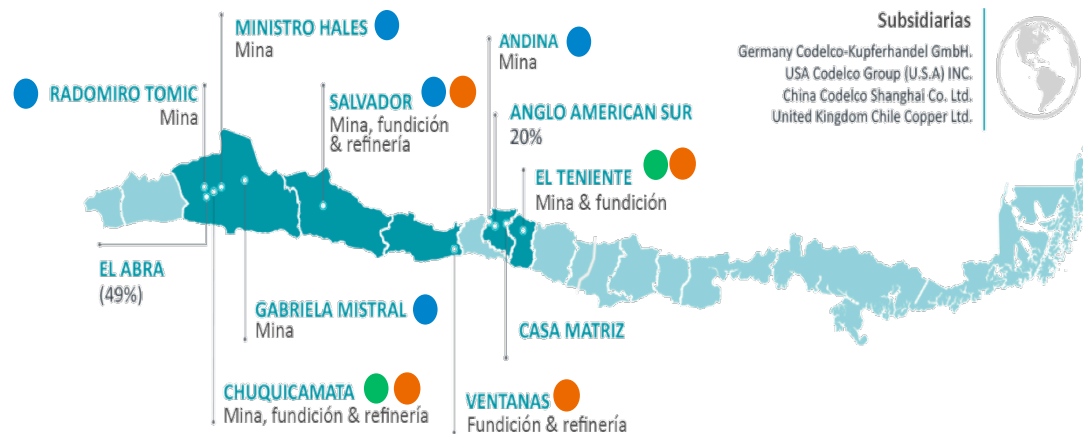 MINISTRO HALES
Mina
RADOMIRO TOMIC
Mina
SALVADOR
Mina, fundición
& refinería
ANDINA
Mina
ANGLO AMERICAN SUR
20%
EL TENIENTE
Mina & fundición
Subsidiarias
Germany Codelco-Kupferhandel GmbH.
USA Codelco Group (U.S.A) INC.
China Codelco Shanghai Co. Ltd.
United Kingdom Chile Copper Ltd.
EL ABRA
(49%)
GABRIELA MISTRAL
Mina
CHUQUICAMATA
Mina, fundición & refinería
VENTANAS
Fundición & refinería
CASA MATRIZ